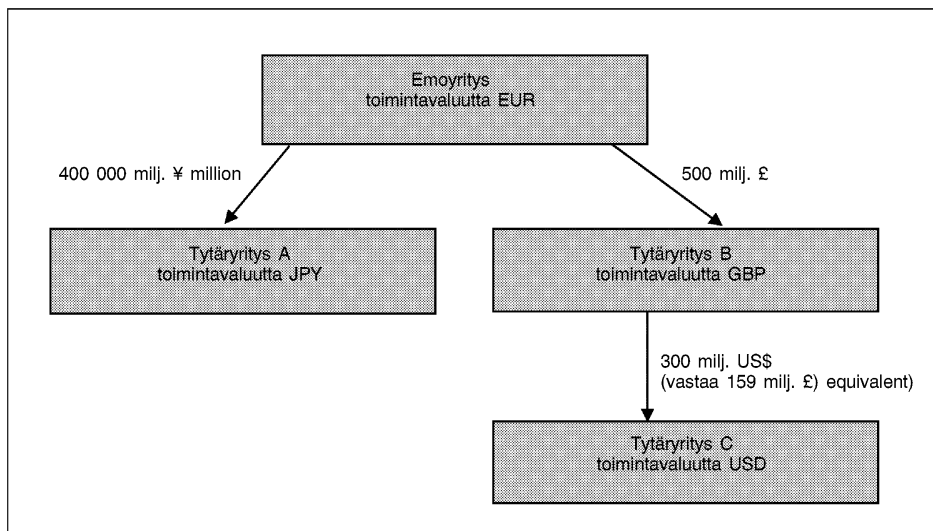 Emoyritys
toimintavaluutta EUR
400 000 milj. ¥ million
500 milj. £
Tytäryritys A
toimintavaluutta JPY
Tytäryritys B
toimintavaluutta GBP
300 milj. US$
(vastaa 159 milj. £) equivalent)
Tytäryritys C
toimintavaluutta USD